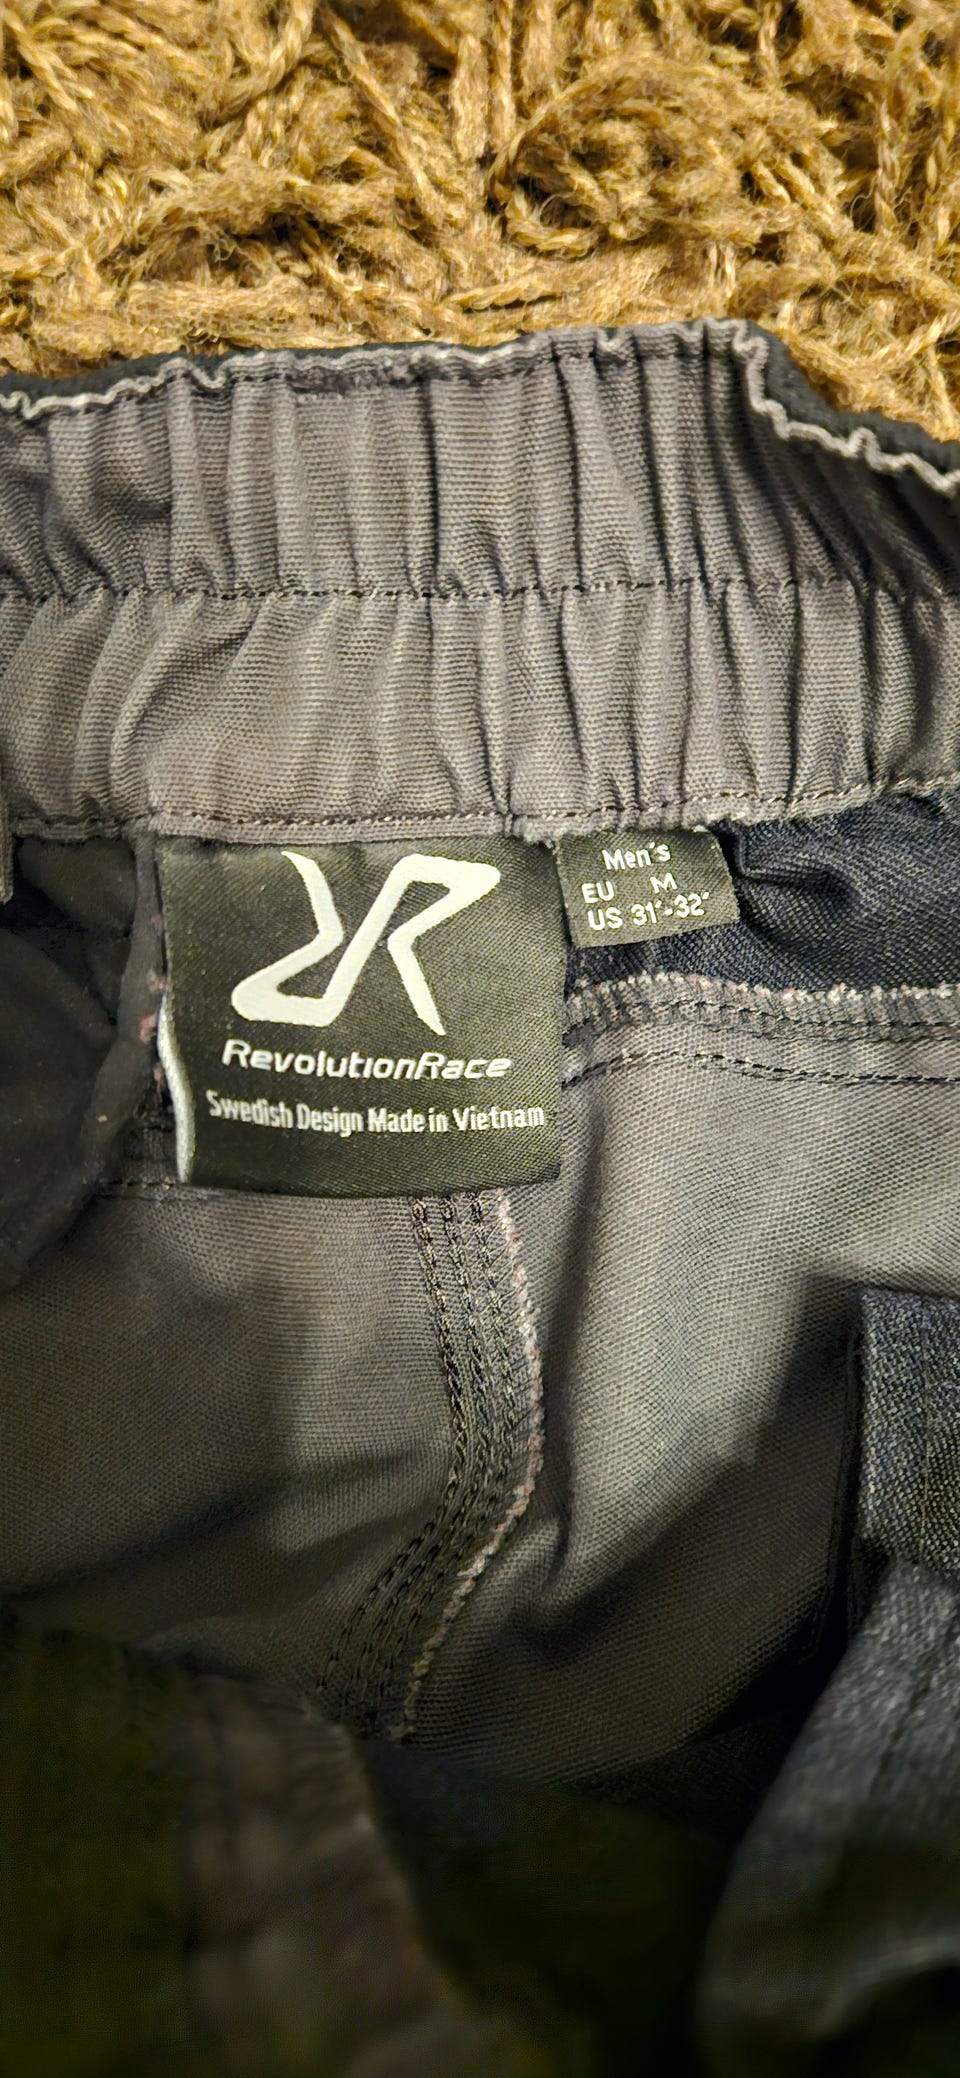 RevolutionRace
Swedish Design Made in Vietnam
Men's
EU M
US 31"-32"